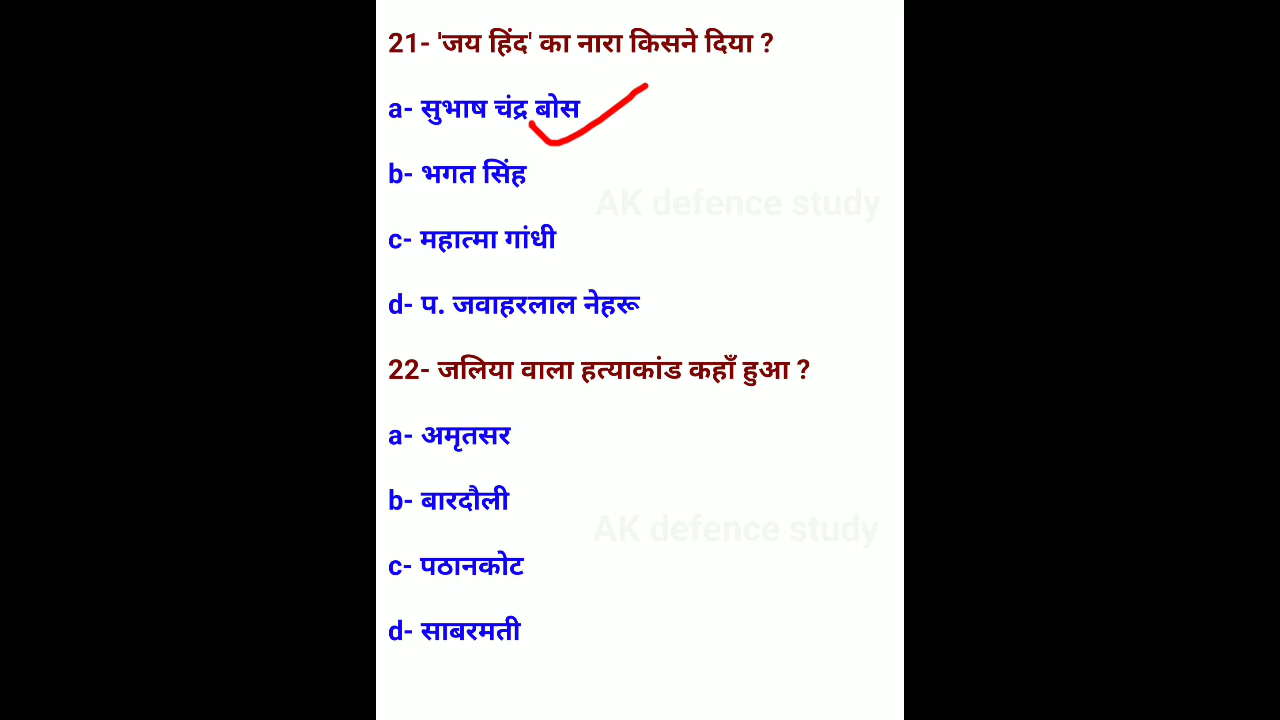 21- 'जय हिंद' का नारा किसने दिया ?
a- सुभाष चंद्र बोस
b- भगत सिंह
AK defence study
c- महात्मा गांधी
d- प. जवाहरलाल नेहरू
22- जलिया वाला हत्याकांड कहाँ हुआ ?
a- अमृतसर
b- बारदौली
AK defence study
c- पठानकोट
d- साबरमती